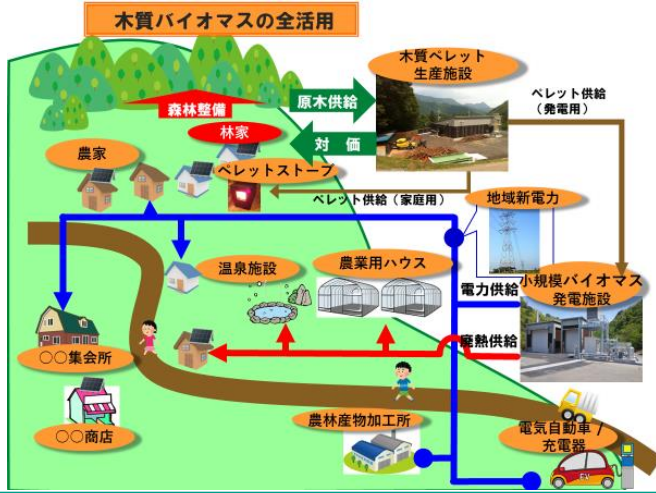 木質バイオマスの全活用
木質ペレット
生産施設
原木供給
ペレット供給
（発電用）
森林整備
林家
対　価
農家
ペレットストーブ
ペレット供給（家庭用）
地域新電力
温泉施設
農業用ハウス
小規模バイオマス
発電施設
電力供給
廃熱供給
〇〇集会所
〇〇商店
農林産物加工所
電気自動車 /
充電器
EV